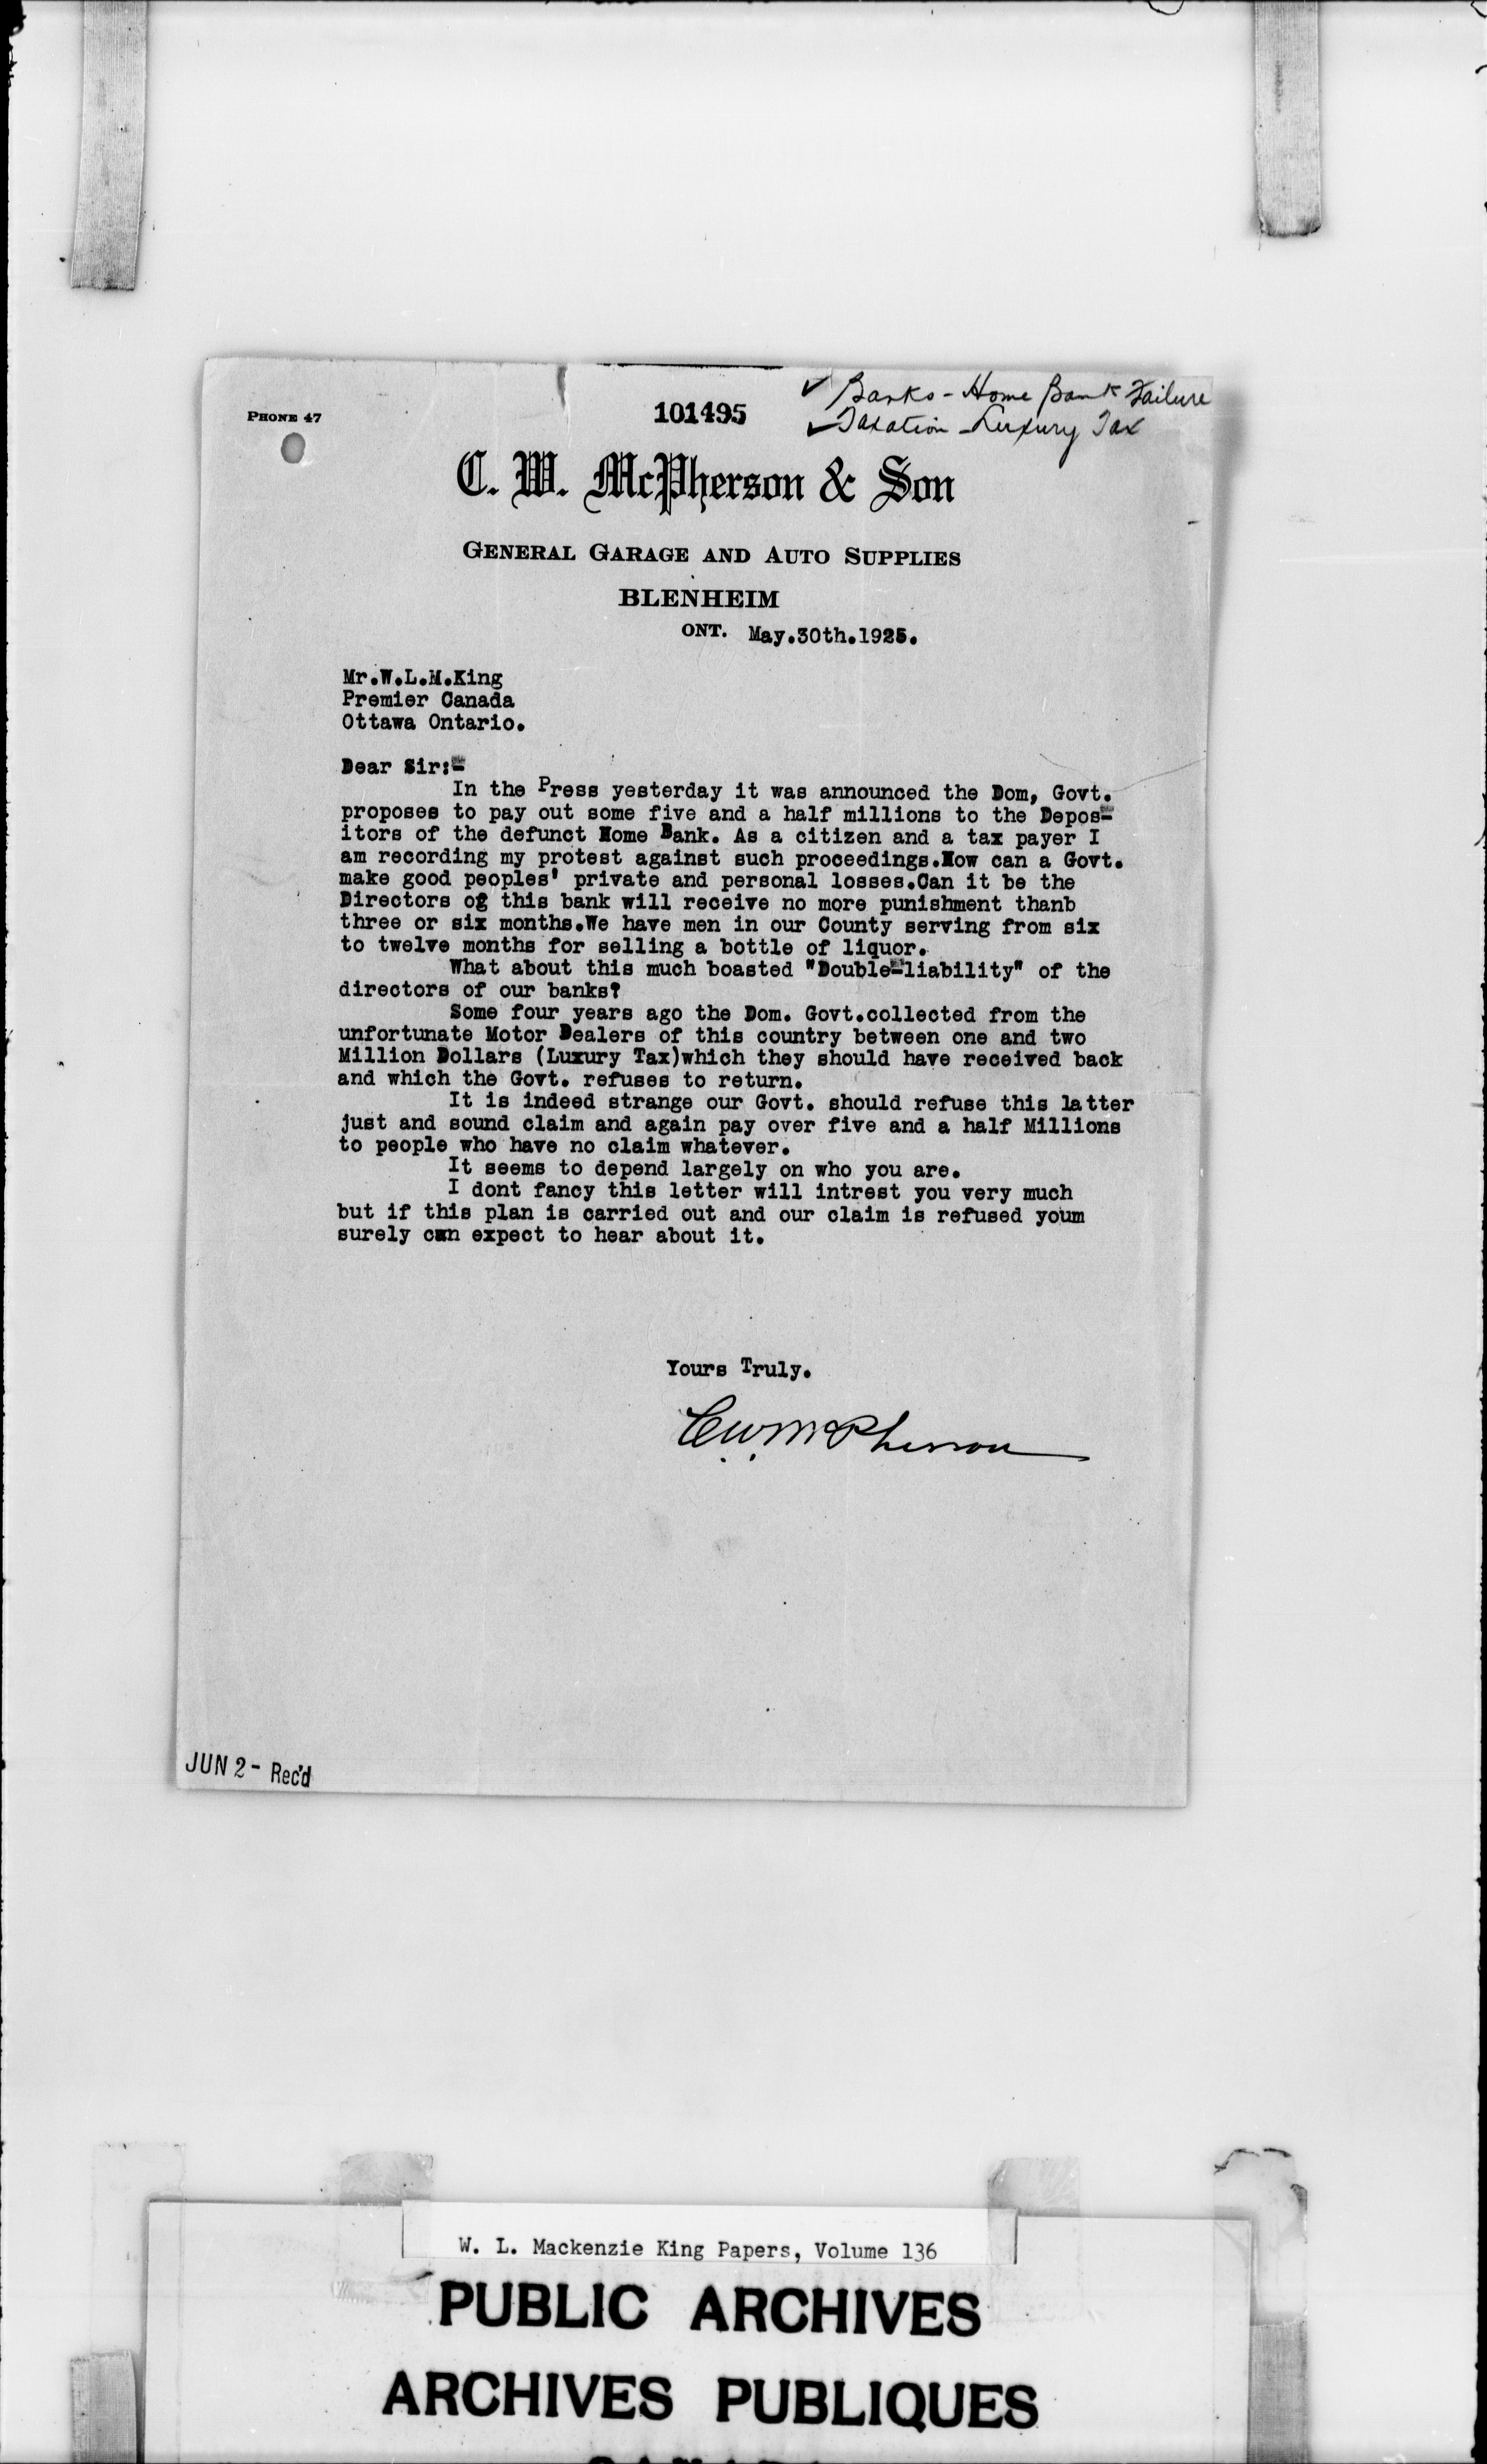 PHONE 47
101495
✓ Banks - Home Bank Failure
✓ Taxation - Luxury Tax
C. W. McPherson & Son
GENERAL GARAGE AND AUTO SUPPLIES
BLENHEIM
ONT. May.30th.1925.
Mr.W.L.M.King
Premier Canada
Ottawa Ontario.
Dear Sir:-
In the Press yesterday it was announced the Dom, Govt.
proposes to pay out some five and a half millions to the Depos-
itors of the defunct Home Bank. As a citizen and a tax payer I
am recording my protest against such proceedings.How can a Govt.
make good peoples' private and personal losses.Can it be the
Directors og this bank will receive no more punishment thanb
three or six months.We have men in our County serving from six
to twelve months for selling a bottle of liquor.
What about this much boasted "Double-liability" of the
directors of our banks?
Some four years ago the Dom. Govt.collected from the
unfortunate Motor Dealers of this country between one and two
Million Dollars (Luxury Tax)which they should have received back
and which the Govt. refuses to return.
It is indeed strange our Govt. should refuse this latter
just and sound claim and again pay over five and a half Millions
to people who have no claim whatever.
It seems to depend largely on who you are.
I dont fancy this letter will intrest you very much
but if this plan is carried out and our claim is refused youm
surely can expect to hear about it.
Yours Truly.
C.W. McPherson
JUN 2 - Rec'd
W. L. Mackenzie King Papers, Volume 136
PUBLIC ARCHIVES
ARCHIVES PUBLIQUES